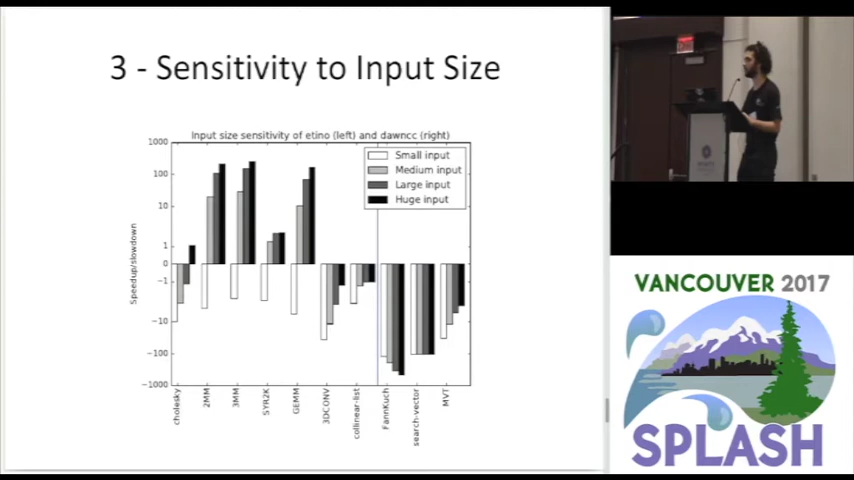 3 - Sensitivity to Input Size
Input size sensitivity of etino (left) and dawncc (right)
Small input
Medium input
Large input
Huge input
Speedup/slowdown
1000
100
10
1
0
−1
−10
−100
−1000
cholesky
2MM
3MM
SYR2K
GEMM
3DCONV
collinear-list
FannKuch
search-vector
MVT
VANCOUVER 2017
SPLASH